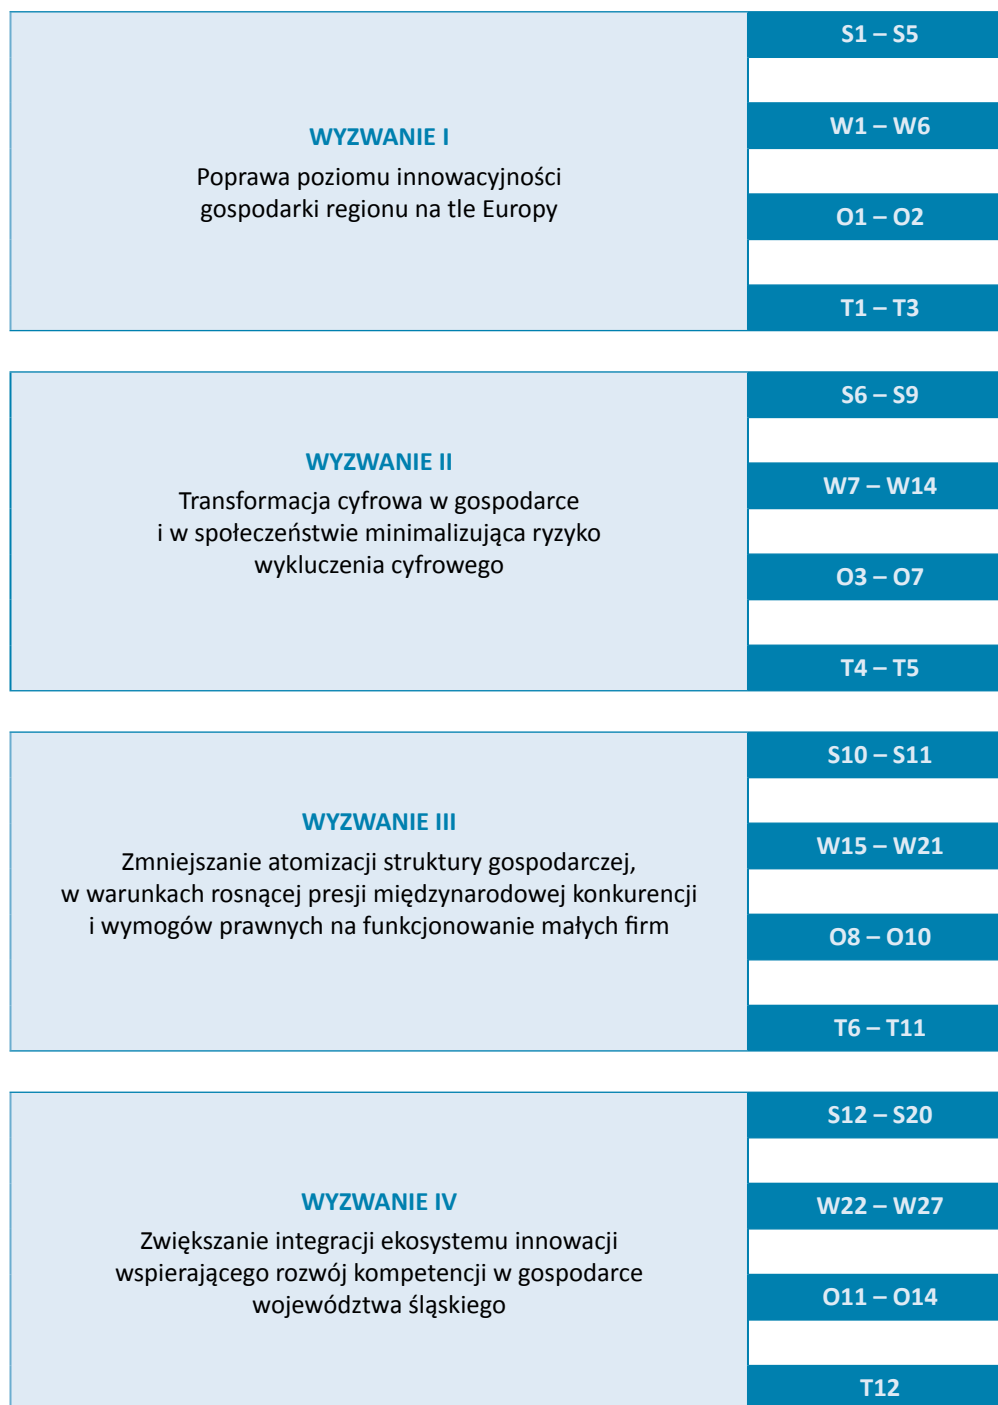 WYZWANIE I
Poprawa poziomu innowacyjności
gospodarki regionu na tle Europy
S1 – S5
W1 – W6
O1 – O2
T1 – T3
WYZWANIE II
Transformacja cyfrowa w gospodarce
i w społeczeństwie minimalizująca ryzyko
wykluczenia cyfrowego
S6 – S9
W7 – W14
O3 – O7
T4 – T5
WYZWANIE III
Zmniejszanie atomizacji struktury gospodarczej,
w warunkach rosnącej presji międzynarodowej konkurencji
i wymogów prawnych na funkcjonowanie małych firm
S10 – S11
W15 – W21
O8 – O10
T6 – T11
WYZWANIE IV
Zwiększanie integracji ekosystemu innowacji
wspierającego rozwój kompetencji w gospodarce
województwa śląskiego
S12 – S20
W22 – W27
O11 – O14
T12